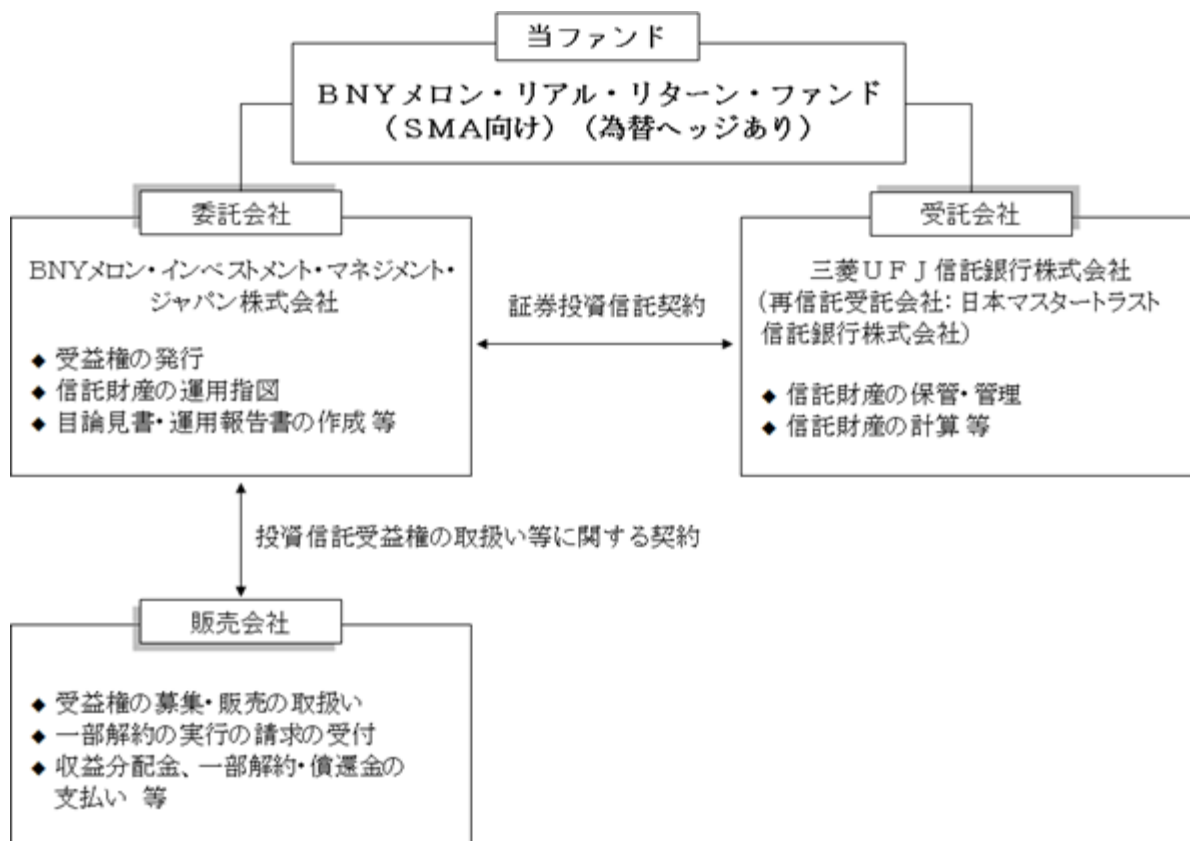 当ファンド
ＢＮＹメロン・リアル・リターン・ファンド
（ＳＭＡ向け）（為替ヘッジあり）
委託会社
BNYメロン・インベストメント・マネジメント・
ジャパン株式会社
◆ 受益権の発行
◆ 信託財産の運用指図
◆ 目論見書・運用報告書の作成 等
証券投資信託契約
受託会社
三菱ＵＦＪ信託銀行株式会社
(再信託受託会社：日本マスタートラスト
信託銀行株式会社)
◆ 信託財産の保管・管理
◆ 信託財産の計算 等
投資信託受益権の取扱い等に関する契約
販売会社
◆ 受益権の募集・販売の取扱い
◆ 一部解約の実行の請求の受付
◆ 収益分配金、一部解約・償還金の
支払い 等